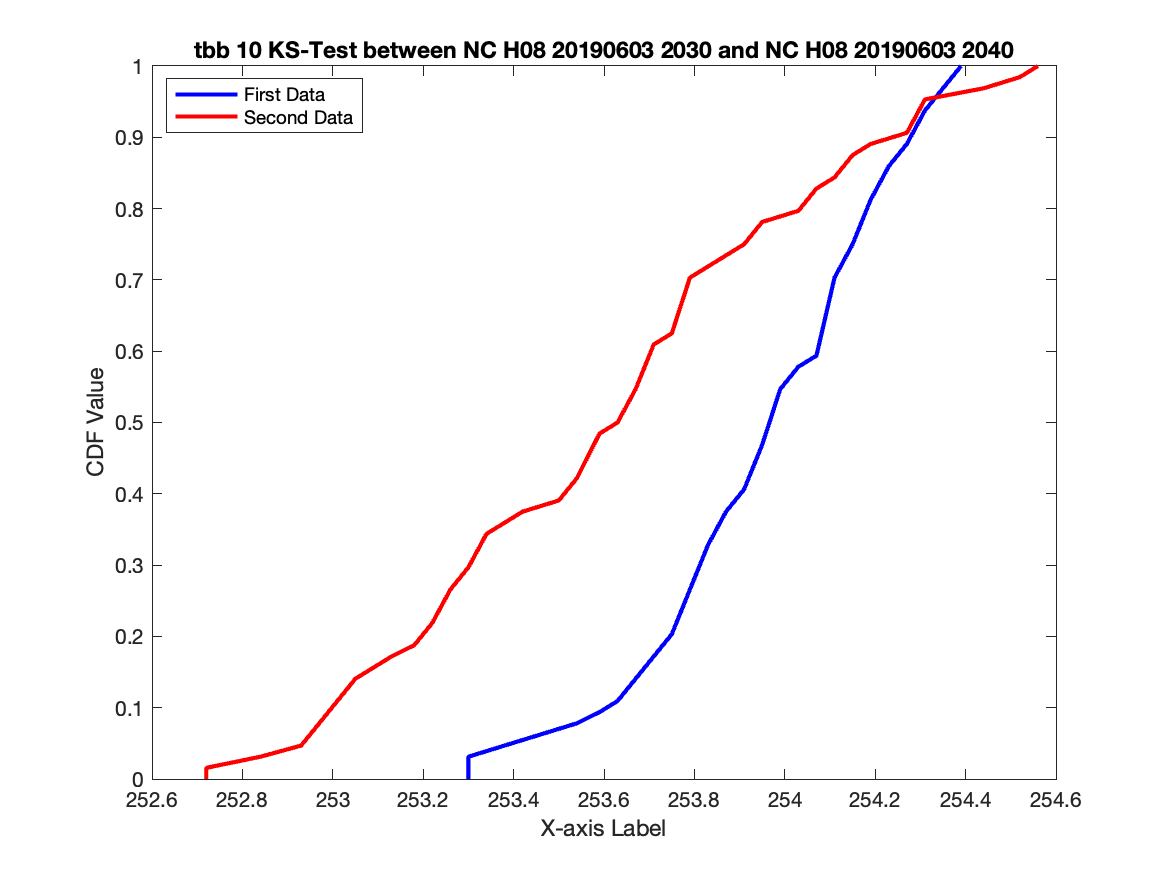 tbb 10 KS-Test between NC H08 20190603 2030 and NC H08 20190603 2040
First Data
Second Data
1
0.9
0.8
0.7
0.6
0.5
0.4
0.3
0.2
0.1
0
CDF Value
252.6 252.8 253 253.2 253.4 253.6 253.8 254 254.2 254.4 254.6
X-axis Label